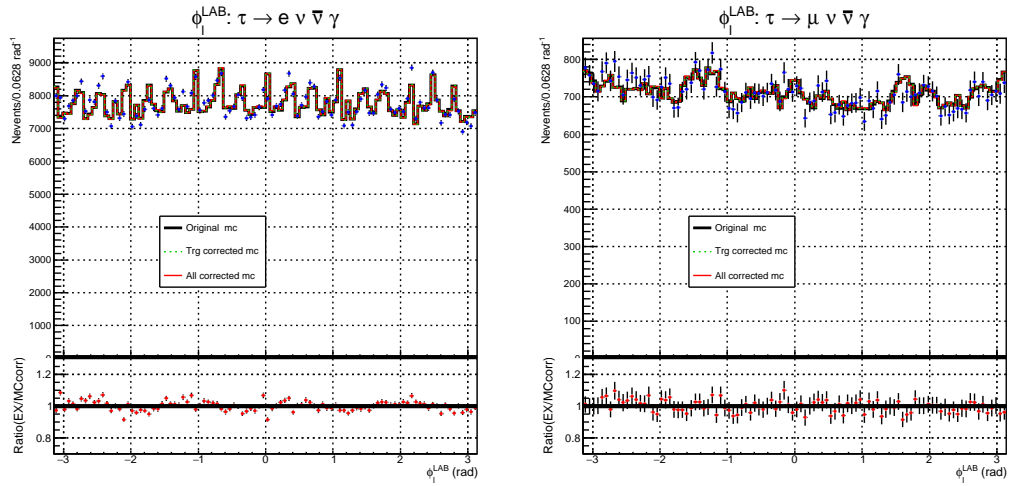 ϕ_l^LAB: τ → e ν ν̄ γ
Nevents/0.0628 rad⁻¹
9000
8000
7000
6000
5000
4000
3000
2000
1000
0
Original mc
Trg corrected mc
All corrected mc
Ratio(EX/MCcorr)
1.2
1
0.8
−3 −2 −1 0 1 2 3
ϕ_l^LAB (rad)
ϕ_l^LAB: τ → μ ν ν̄ γ
Nevents/0.0628 rad⁻¹
800
700
600
500
400
300
200
100
0
Original mc
Trg corrected mc
All corrected mc
Ratio(EX/MCcorr)
1.2
1
0.8
−3 −2 −1 0 1 2 3
ϕ_l^LAB (rad)